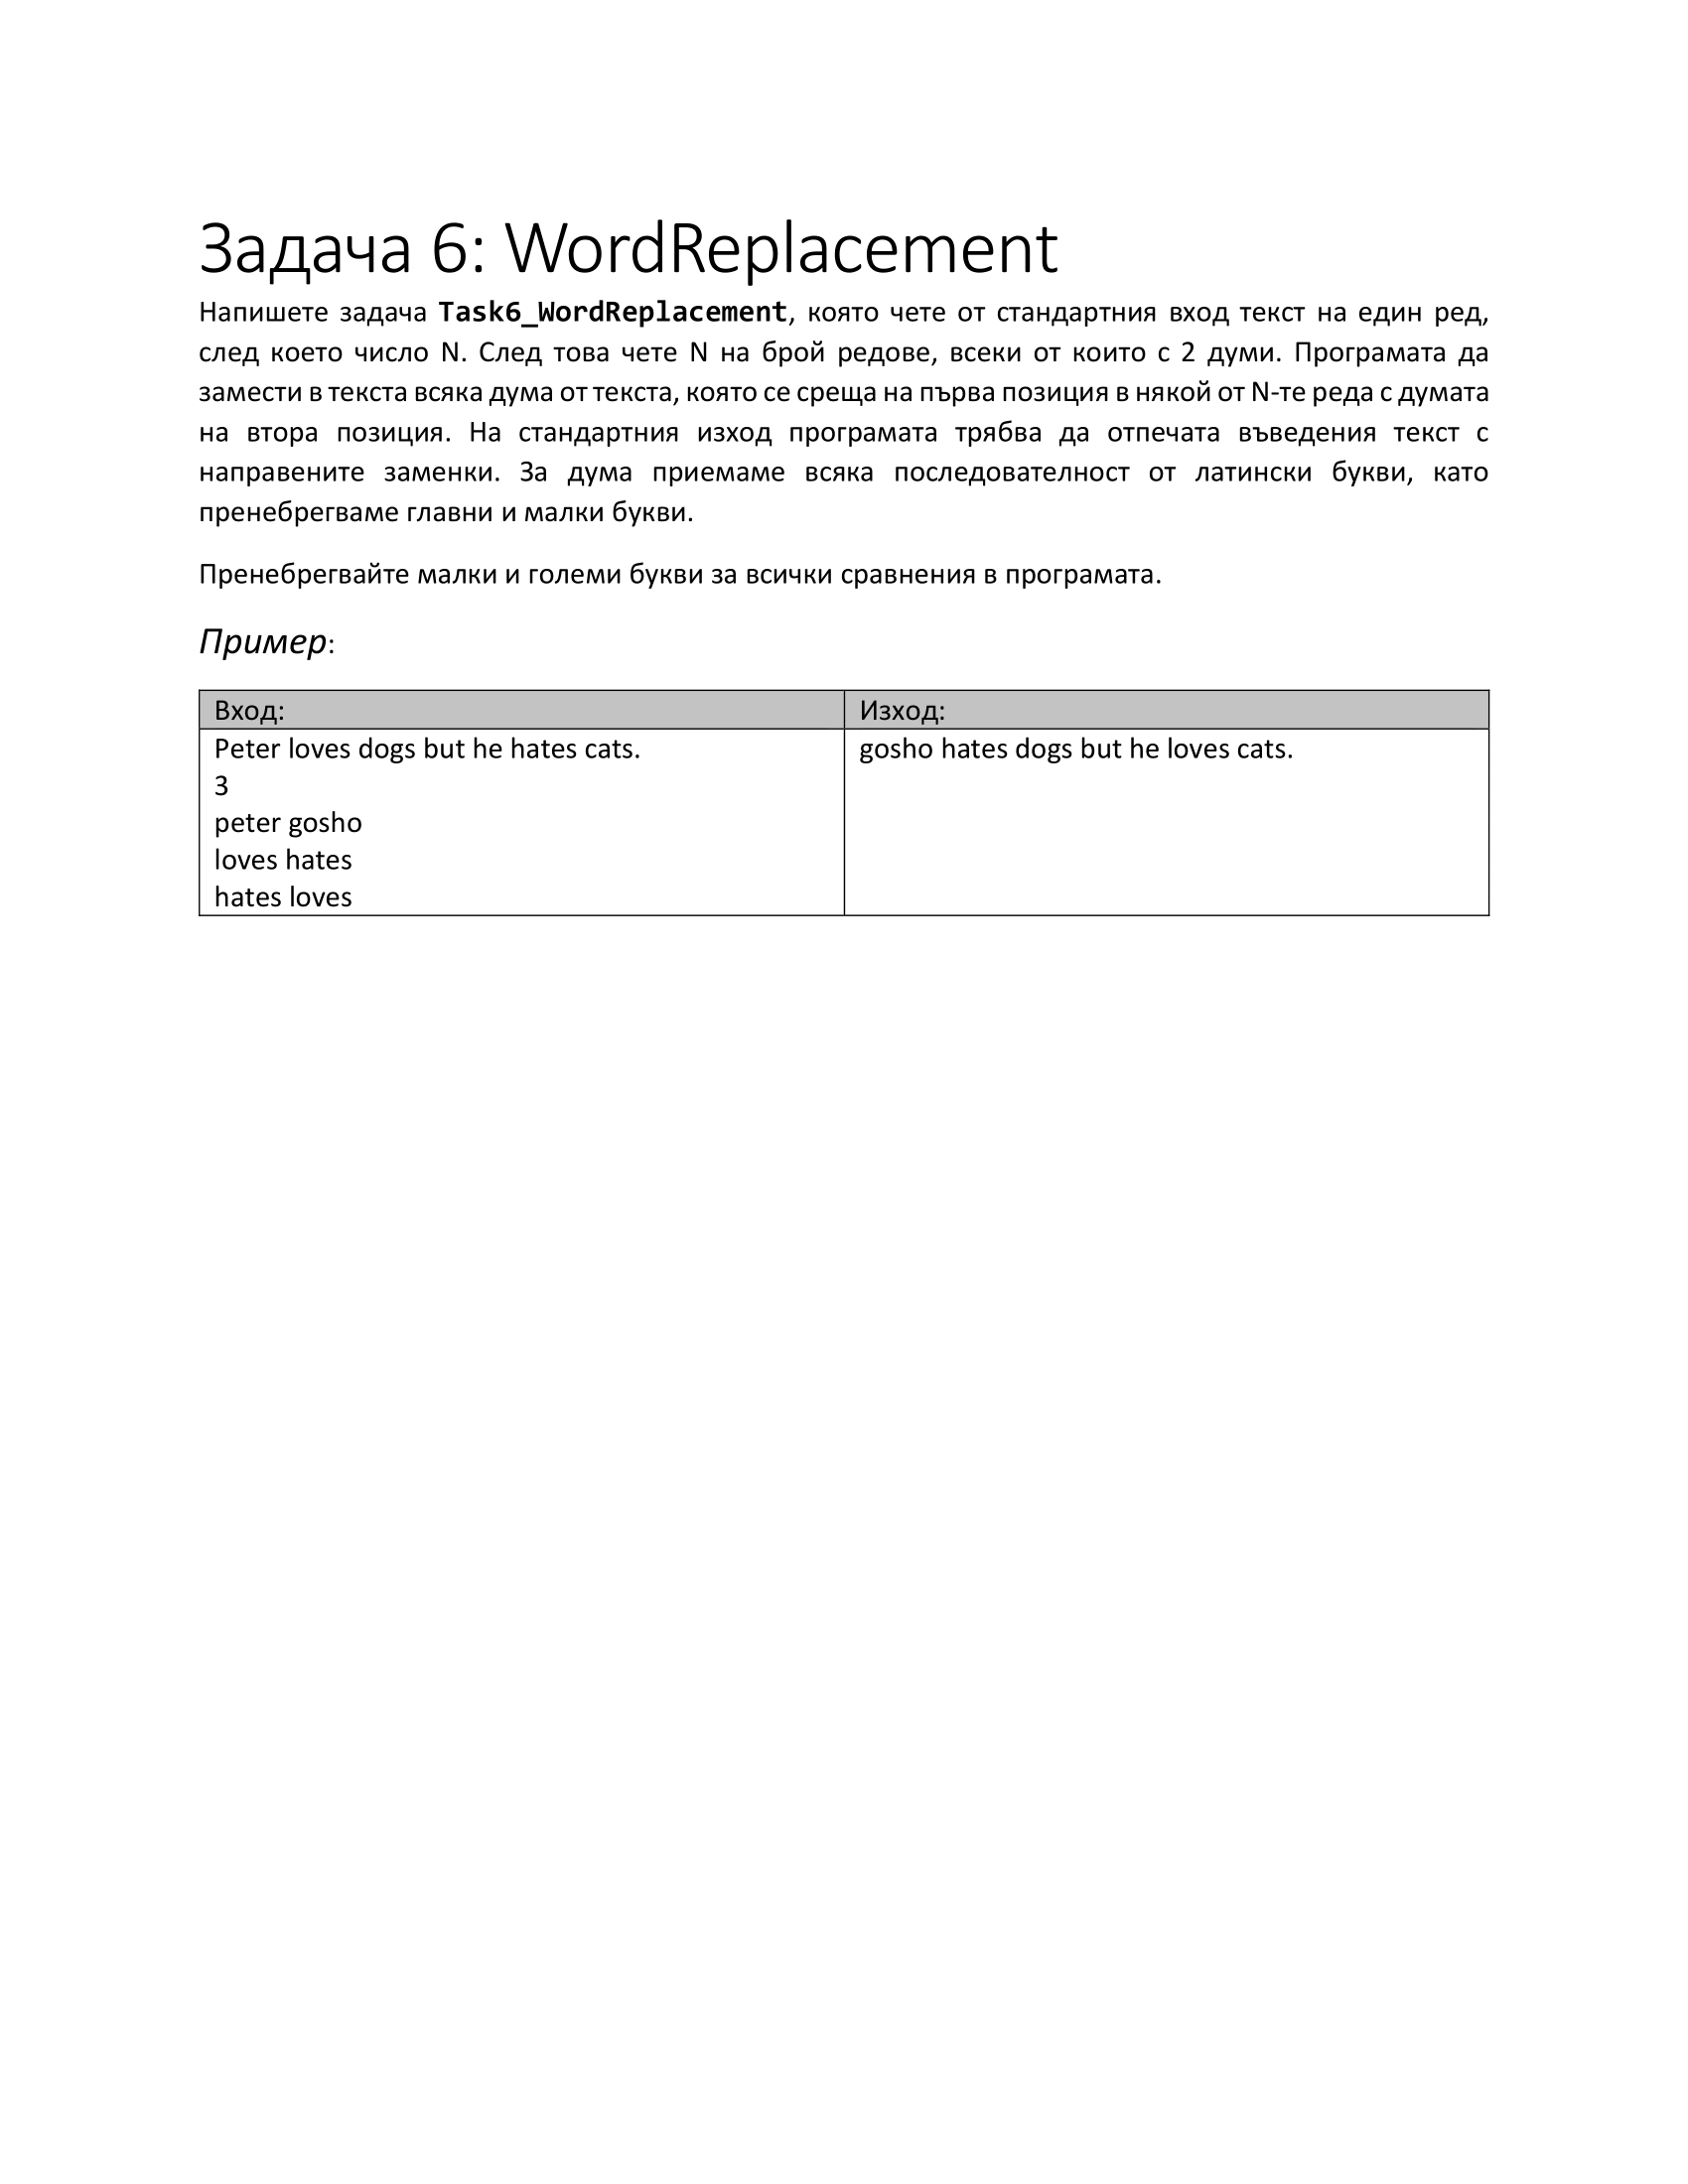 Задача 6: WordReplacement
Напишете задача Task6_WordReplacement, която чете от стандартния вход текст на един ред,
след което число N. След това чете N на брой редове, всеки от които с 2 думи. Програмата да
замести в текста всяка дума от текста, която се среща на първа позиция в някой от N-те реда с думата
на втора позиция. На стандартния изход програмата трябва да отпечата въведения текст с
направените заменки. За дума приемаме всяка последователност от латински букви, като
пренебрегваме главни и малки букви.
Пренебрегвайте малки и големи букви за всички сравнения в програмата.
Пример:
Вход:
Изход:
Peter loves dogs but he hates cats.
3
peter gosho
loves hates
hates loves
gosho hates dogs but he loves cats.